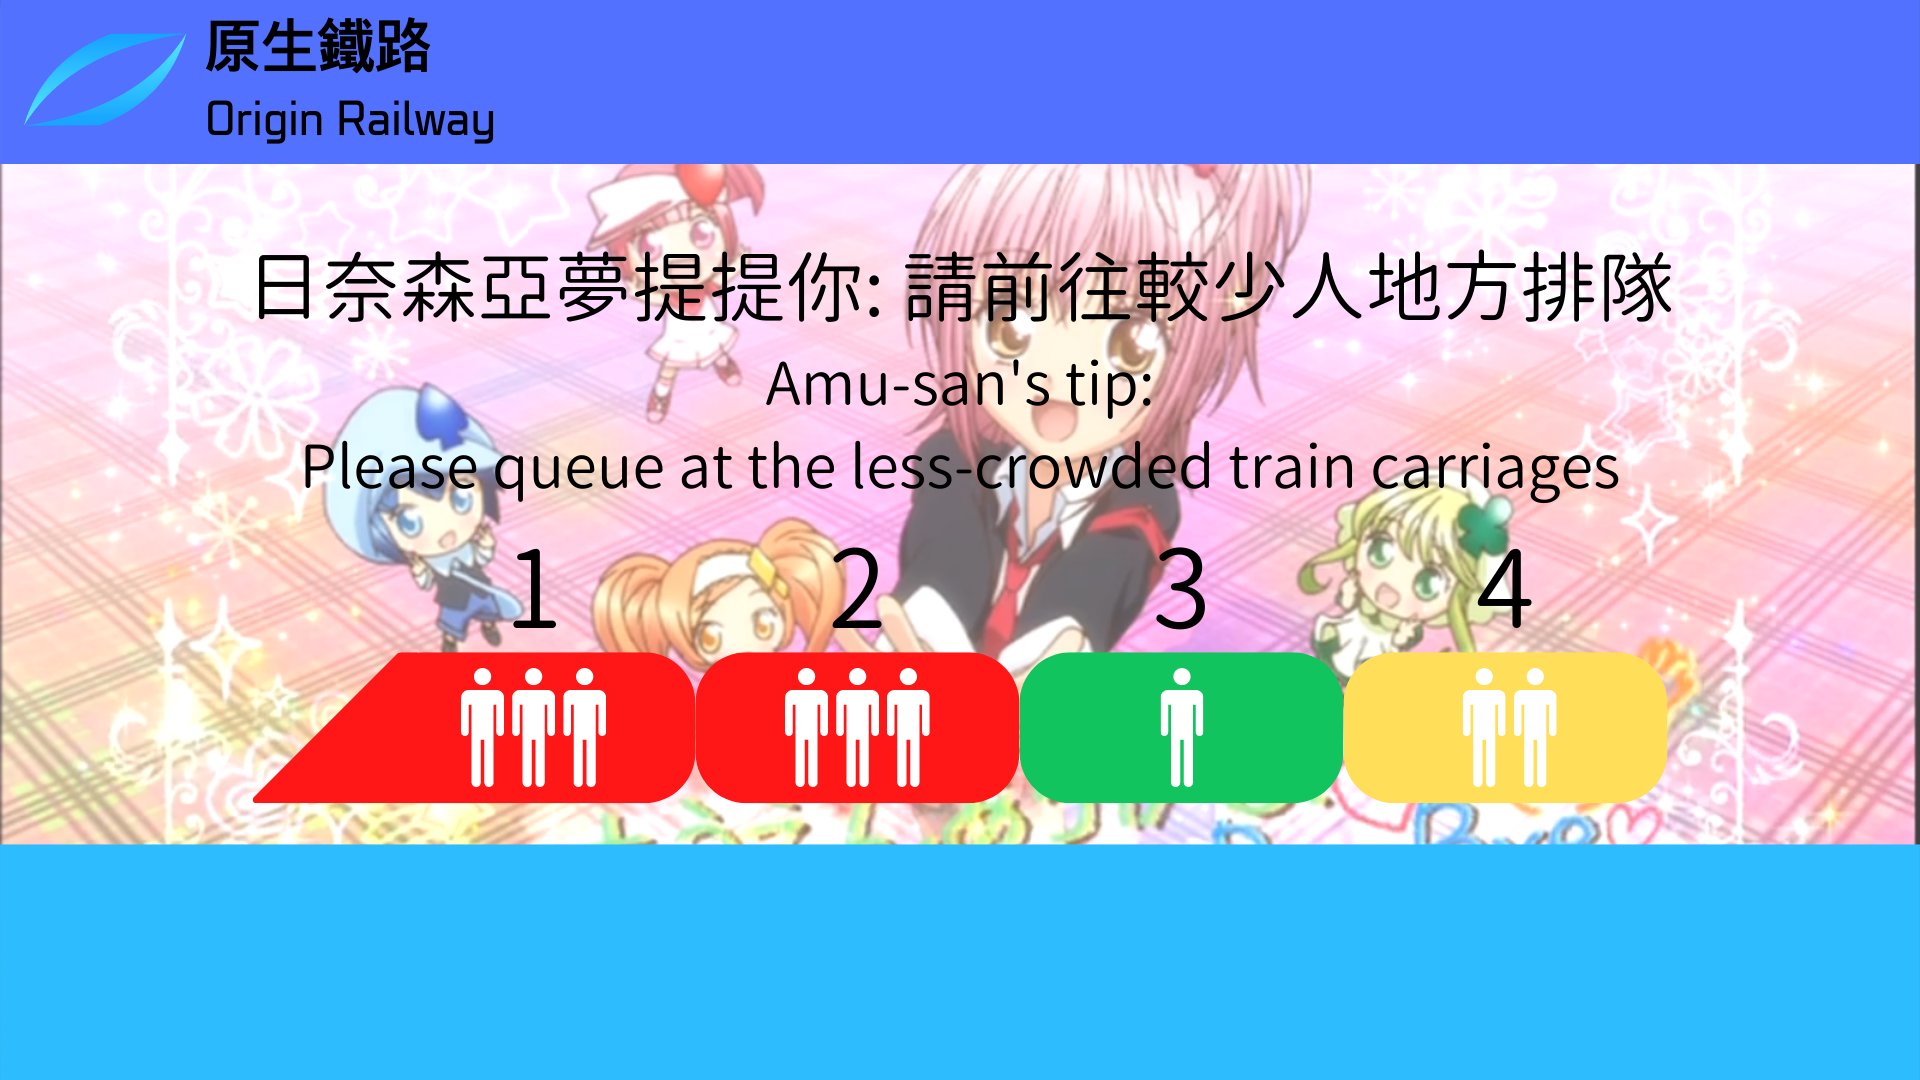 原生鐵路
Origin Railway
日奈森亞夢提提你: 請前往較少人地方排隊
Amu-san's tip:
Please queue at the less-crowded train carriages
1 2 3 4